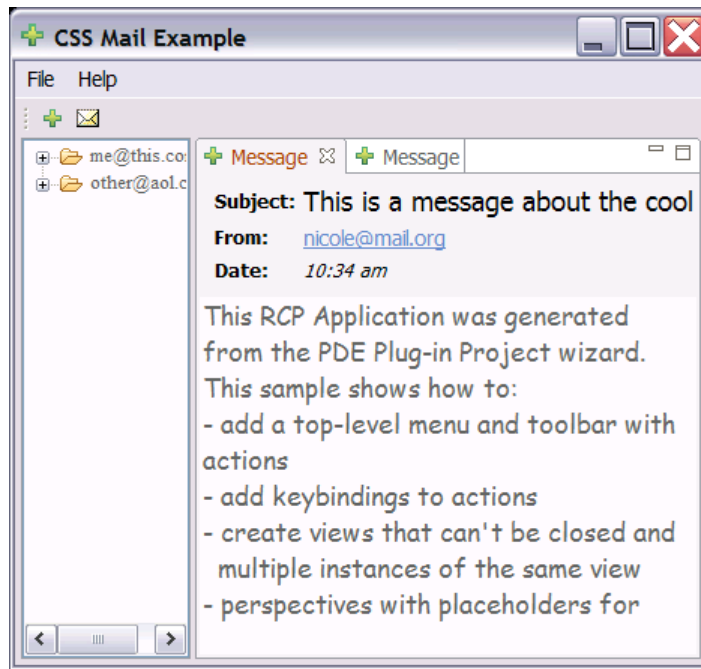 CSS Mail Example
File Help
me@this.co
other@aol.c
Message Message
Subject: This is a message about the cool
From: nicole@mail.org
Date: 10:34 am
This RCP Application was generated
from the PDE Plug-in Project wizard.
This sample shows how to:
- add a top-level menu and toolbar with
actions
- add keybindings to actions
- create views that can't be closed and
multiple instances of the same view
- perspectives with placeholders for